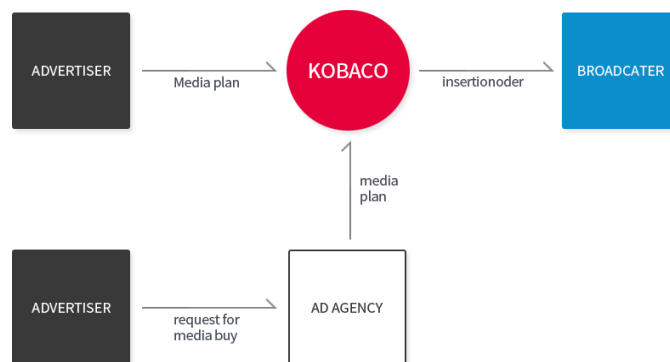 ADVERTISER
Media plan
KOBACO
insertionoder
BROADCATER
media
plan
ADVERTISER
request for
media buy
AD AGENCY